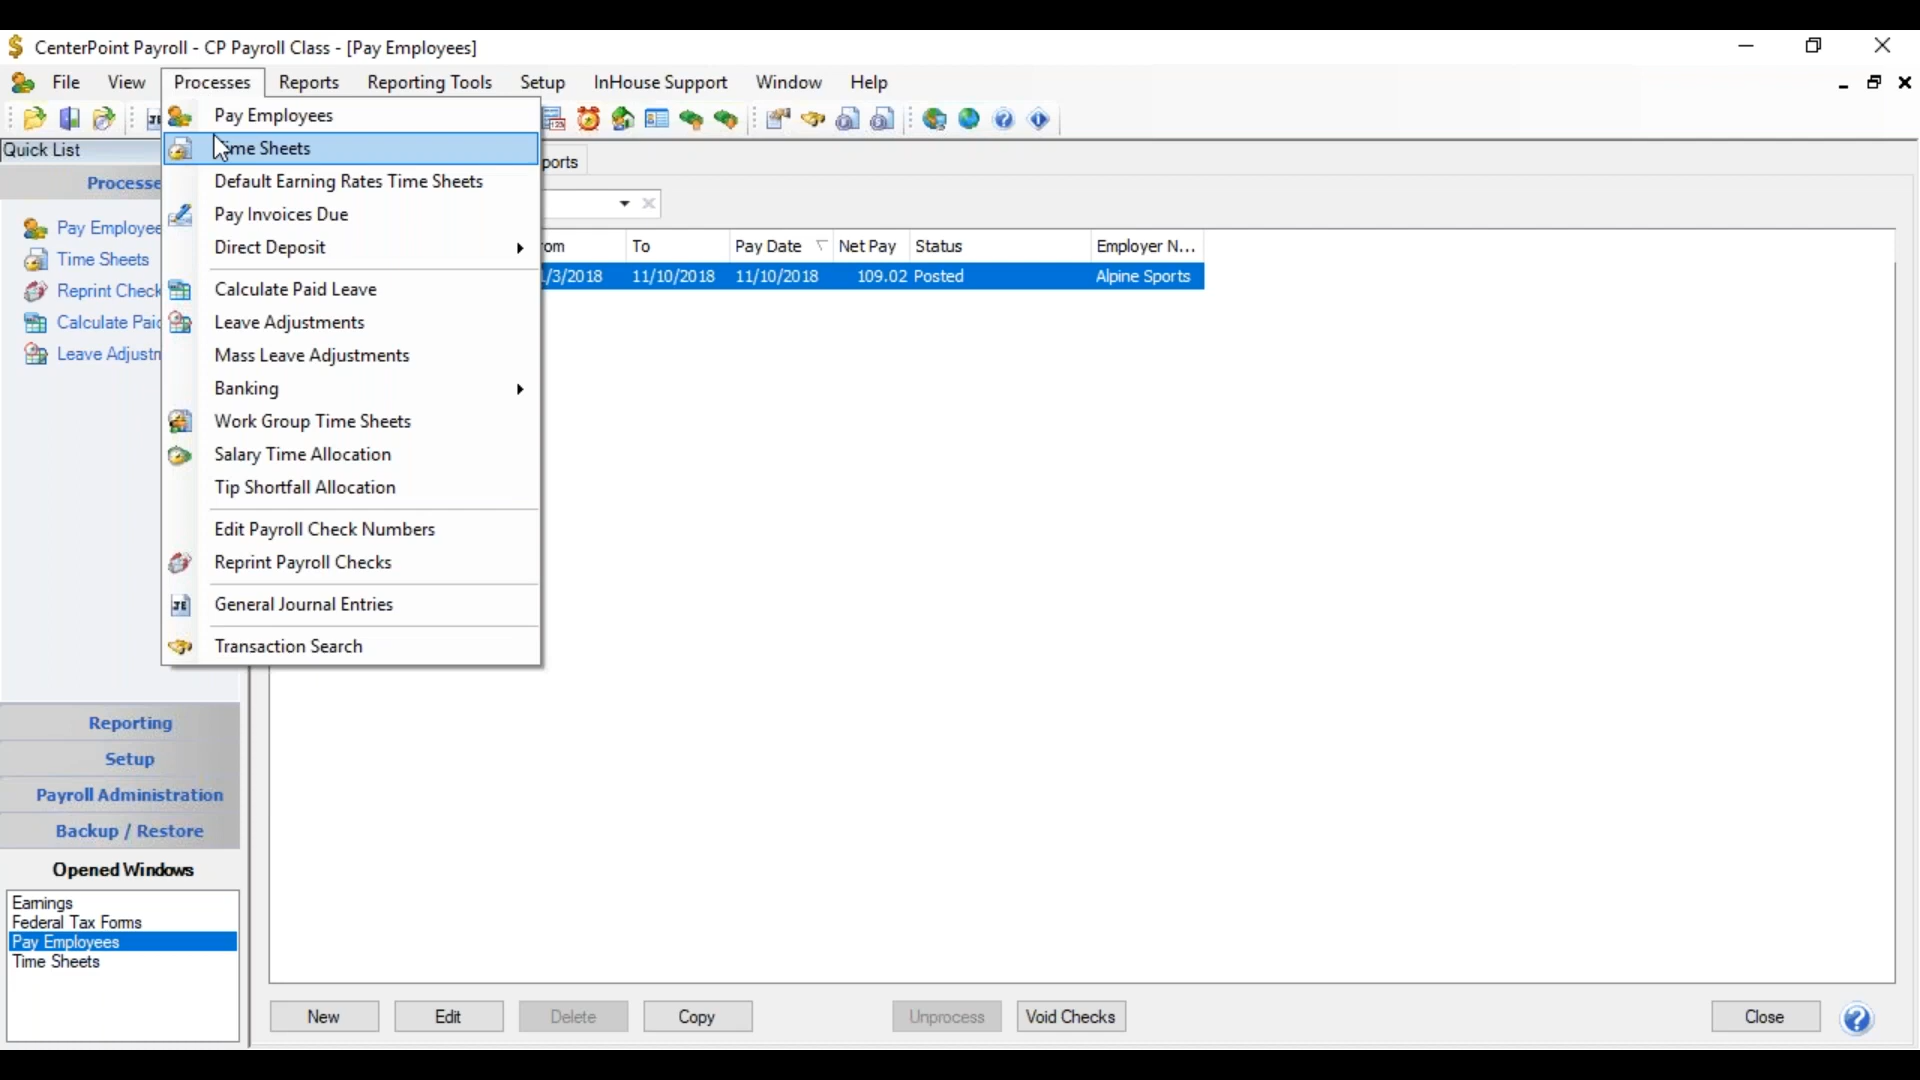 CenterPoint Payroll - CP Payroll Class - [Pay Employees]
File View Processes Reports Reporting Tools Setup InHouse Support Window Help
Quick List
Processe
Pay Employee
Time Sheets
Reprint Check
Calculate Paid
Leave Adjustm
Pay Employees
me Sheets
Default Earning Rates Time Sheets
Pay Invoices Due
Direct Deposit
Calculate Paid Leave
Leave Adjustments
Mass Leave Adjustments
Banking
Work Group Time Sheets
Salary Time Allocation
Tip Shortfall Allocation
Edit Payroll Check Numbers
Reprint Payroll Checks
JE General Journal Entries
Transaction Search
ports
om To Pay Date Net Pay Status Employer N...
/3/2018 11/10/2018 11/10/2018 109.02 Posted Alpine Sports
Reporting
Setup
Payroll Administration
Backup / Restore
Opened Windows
Earnings
Federal Tax Forms
Pay Employees
Time Sheets
New Edit Delete Copy Unprocess Void Checks Close